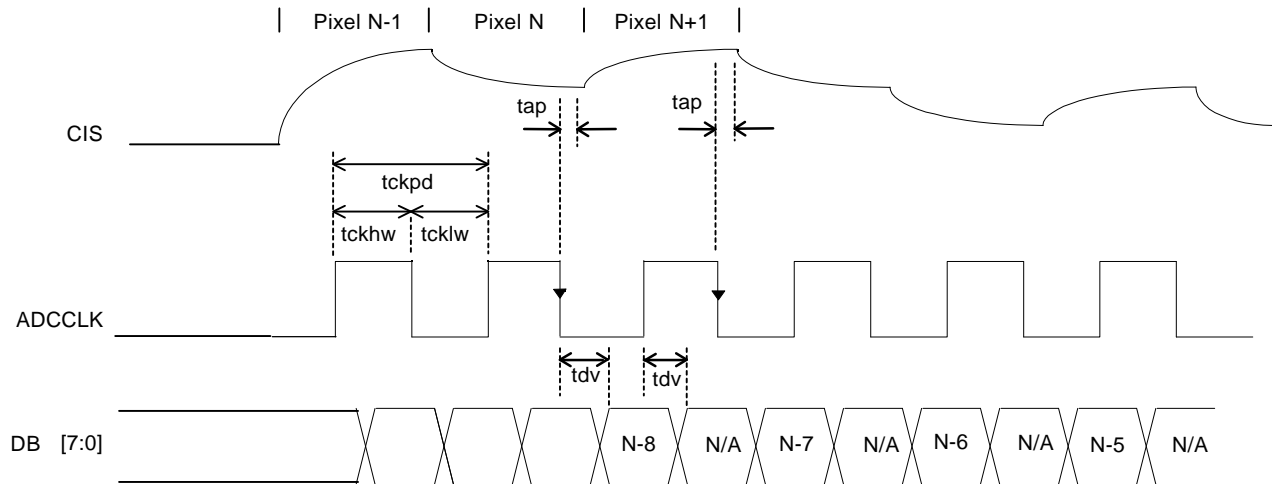 Pixel N-1 Pixel N Pixel N+1
tap tap
CIS
tckpd
tckhw tcklw
ADCCLK
tdv tdv
DB [7:0] N-8 N/A N-7 N/A N-6 N/A N-5 N/A